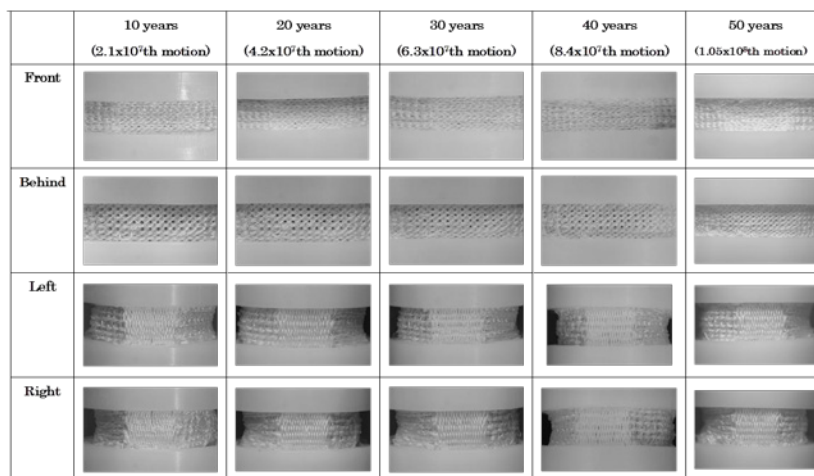 10 years
20 years
30 years
40 years
50 years
(2.1x10⁷th motion)
(4.2x10⁷th motion)
(6.3x10⁷th motion)
(8.4x10⁷th motion)
(1.05x10⁸th motion)
Front
Behind
Left
Right